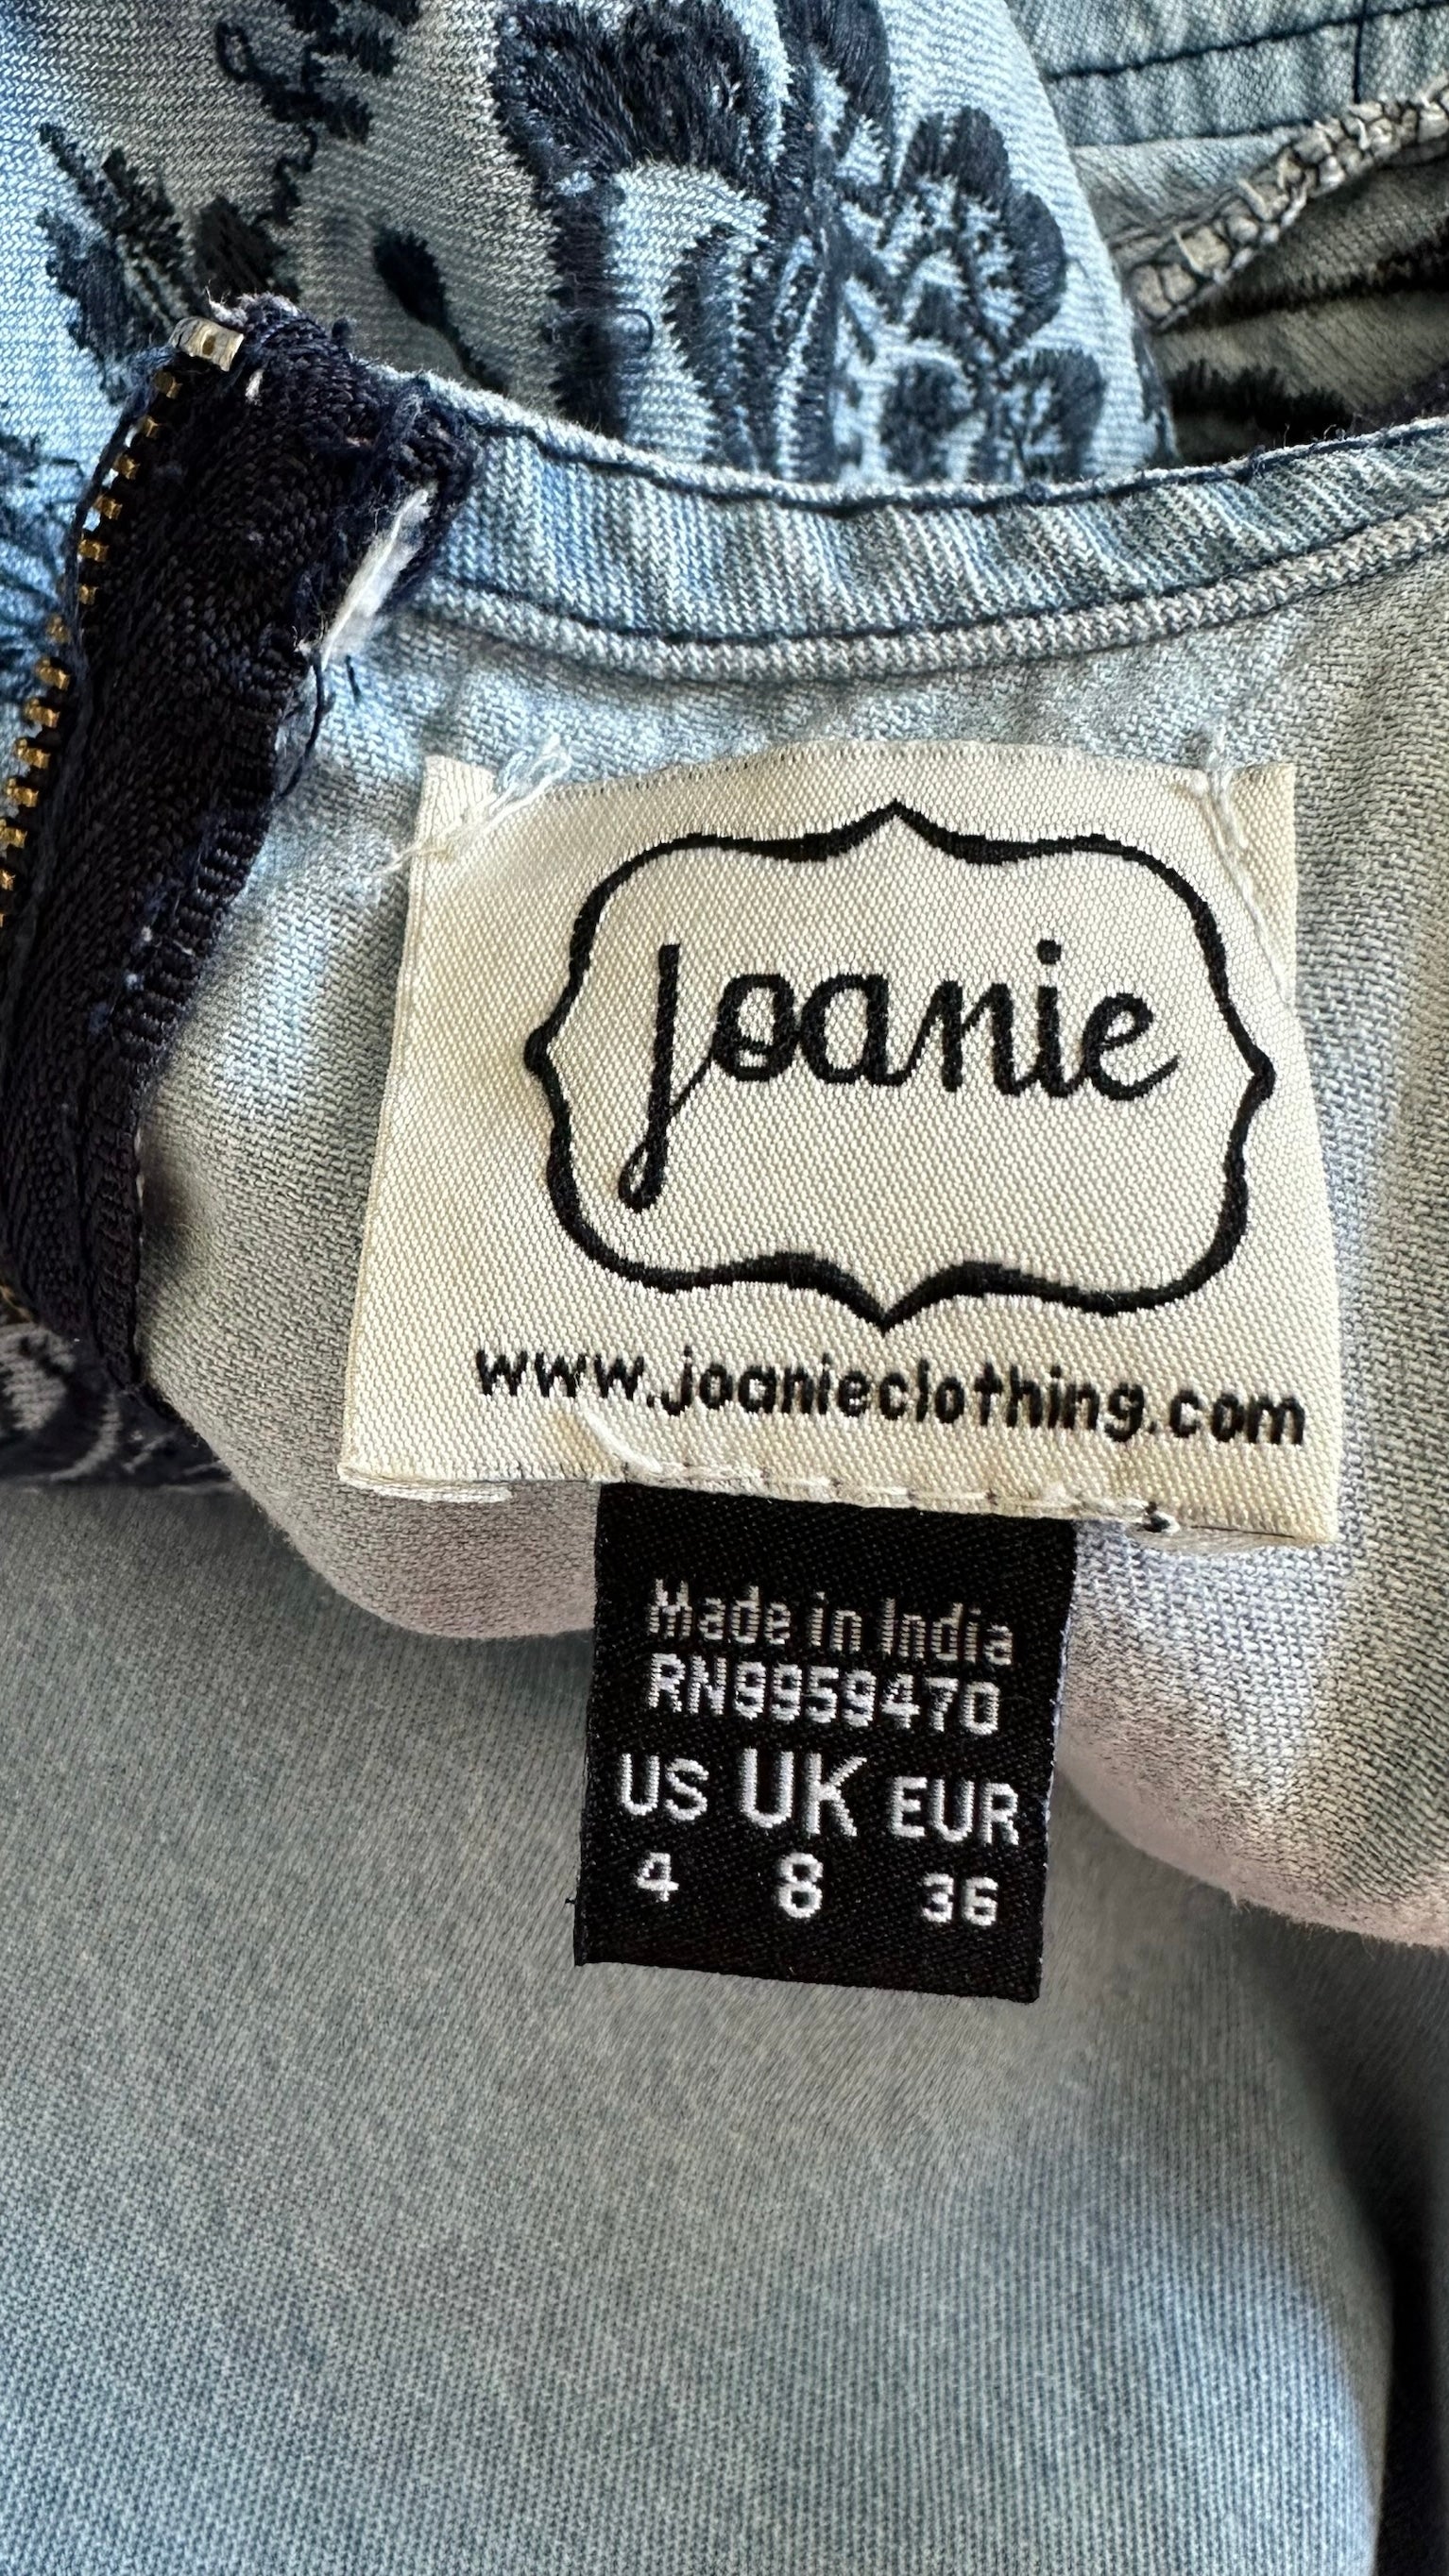 joanie
www.joanieclothing.com
Made in India
RN9959470
US UK EUR
4 8 36